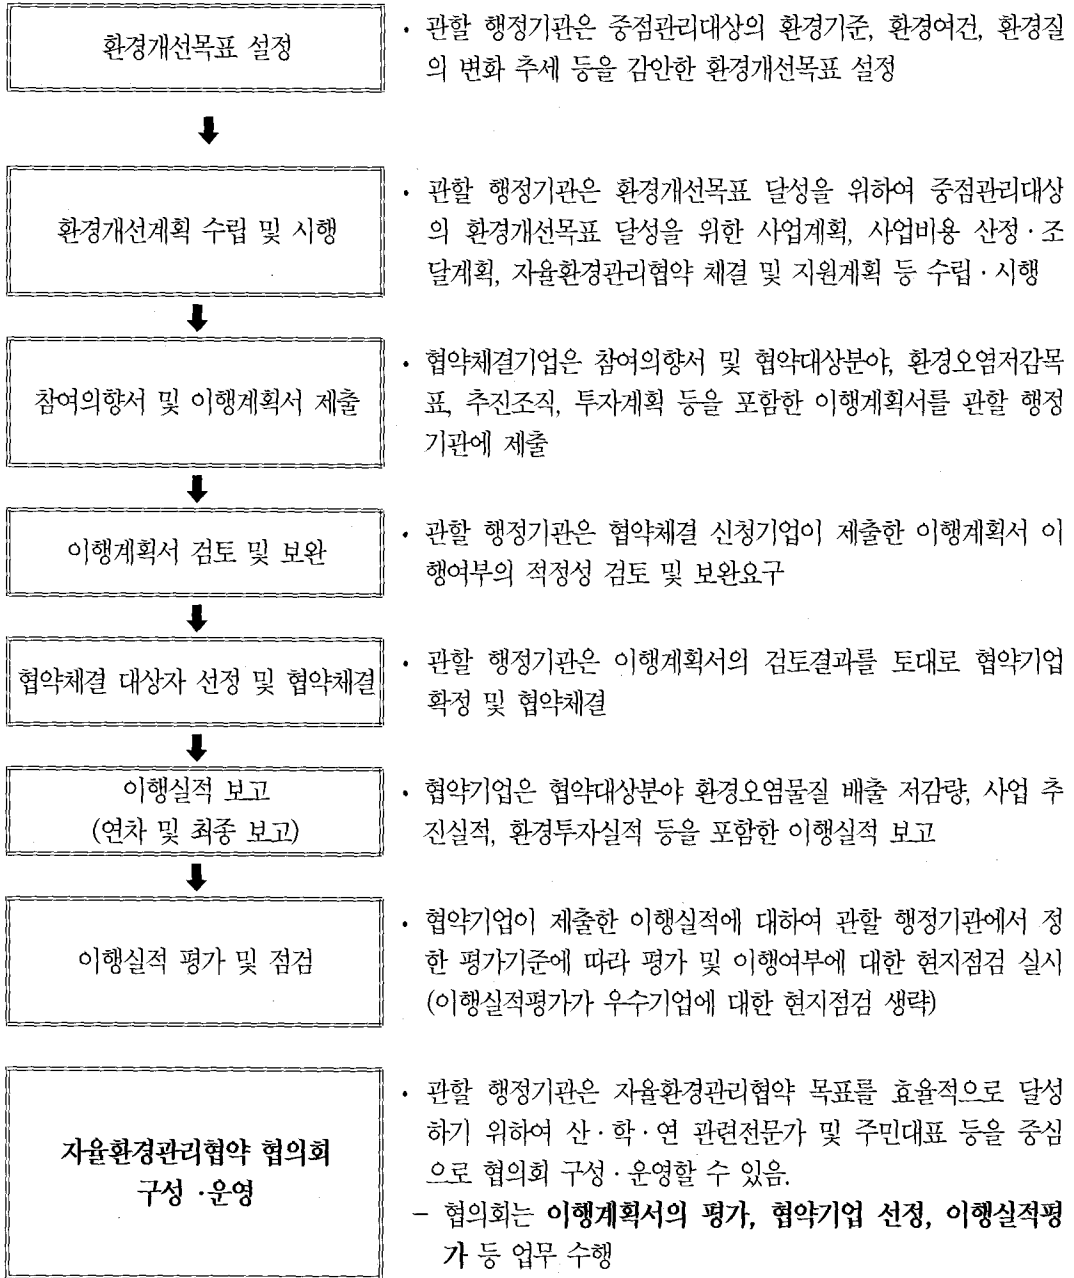 환경개선목표 설정
· 관할 행정기관은 중점관리대상의 환경기준, 환경여건, 환경질
의 변화 추세 등을 감안한 환경개선목표 설정
환경개선계획 수립 및 시행
· 관할 행정기관은 환경개선목표 달성을 위하여 중점관리대상
의 환경개선목표 달성을 위한 사업계획, 사업비용 산정·조
달계획, 자율환경관리협약 체결 및 지원계획 등 수립·시행
참여의향서 및 이행계획서 제출
· 협약체결기업은 참여의향서 및 협약대상분야, 환경오염저감목
표, 추진조직, 투자계획 등을 포함한 이행계획서를 관할 행정
기관에 제출
이행계획서 검토 및 보완
· 관할 행정기관은 협약체결 신청기업이 제출한 이행계획서 이
행여부의 적정성 검토 및 보완요구
협약체결 대상자 선정 및 협약체결
· 관할 행정기관은 이행계획서의 검토결과를 토대로 협약기업
확정 및 협약체결
이행실적 보고
(연차 및 최종 보고)
· 협약기업은 협약대상분야 환경오염물질 배출 저감량, 사업 추
진실적, 환경투자실적 등을 포함한 이행실적 보고
이행실적 평가 및 점검
· 협약기업이 제출한 이행실적에 대하여 관할 행정기관에서 정
한 평가기준에 따라 평가 및 이행여부에 대한 현지점검 실시
(이행실적평가가 우수기업에 대한 현지점검 생략)
자율환경관리협약 협의회
구성 ·운영
· 관할 행정기관은 자율환경관리협약 목표를 효율적으로 달성
하기 위하여 산·학·연 관련전문가 및 주민대표 등을 중심
으로 협의회 구성·운영할 수 있음.
- 협의회는 이행계획서의 평가, 협약기업 선정, 이행실적평
가 등 업무 수행